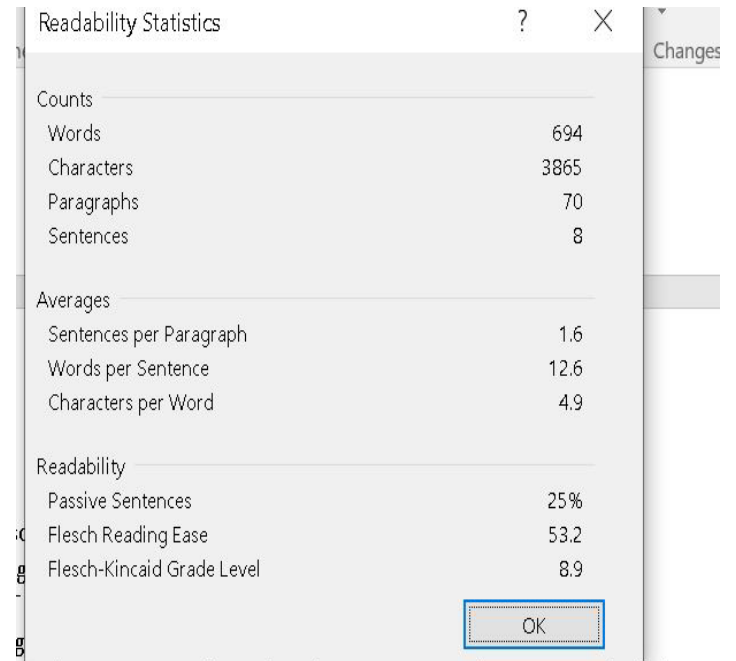 Readability Statistics ? X
Changes
Counts
Words 694
Characters 3865
Paragraphs 70
Sentences 8
Averages
Sentences per Paragraph 1.6
Words per Sentence 12.6
Characters per Word 4.9
Readability
Passive Sentences 25%
Flesch Reading Ease 53.2
Flesch-Kincaid Grade Level 8.9
OK